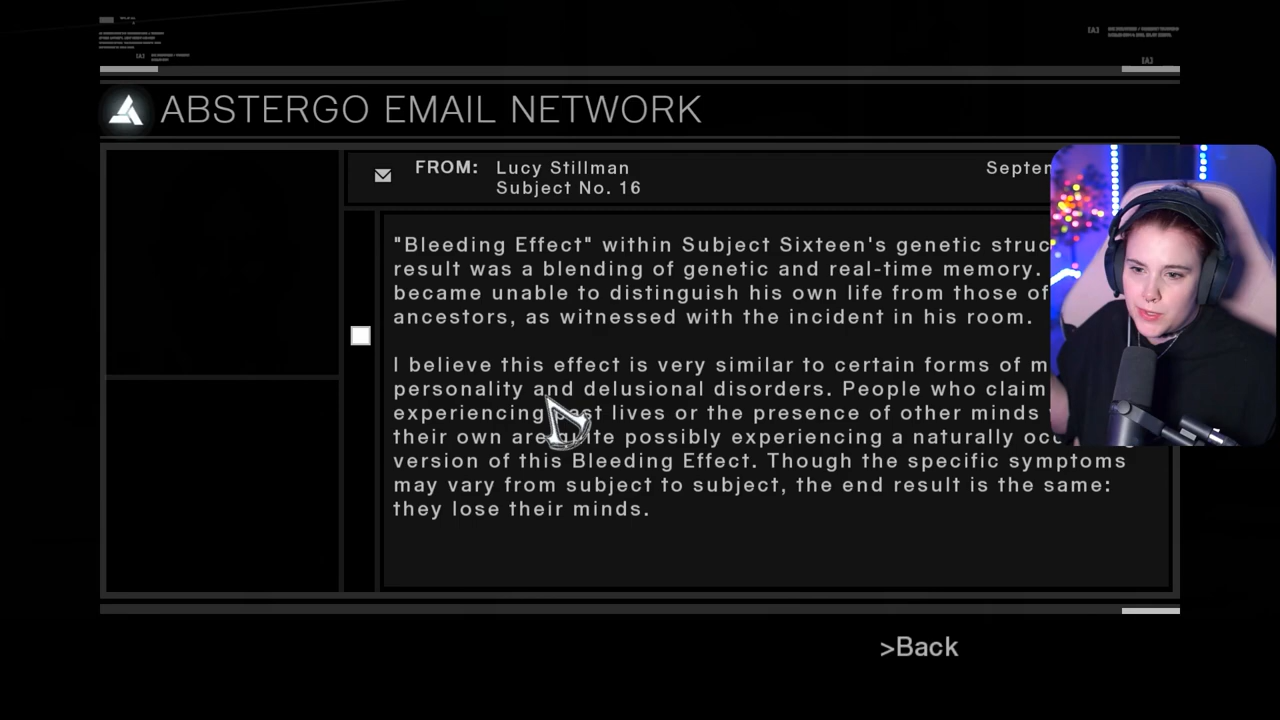 [A]
[A]
[A]
ABSTERGO EMAIL NETWORK
FROM: Lucy Stillman Septem
Subject No. 16
"Bleeding Effect" within Subject Sixteen's genetic struc
result was a blending of genetic and real-time memory.
became unable to distinguish his own life from those of
ancestors, as witnessed with the incident in his room.
I believe this effect is very similar to certain forms of m
personality and delusional disorders. People who claim
experiencing past lives or the presence of other minds
their own are quite possibly experiencing a naturally occ
version of this Bleeding Effect. Though the specific symptoms
may vary from subject to subject, the end result is the same:
they lose their minds.
>Back